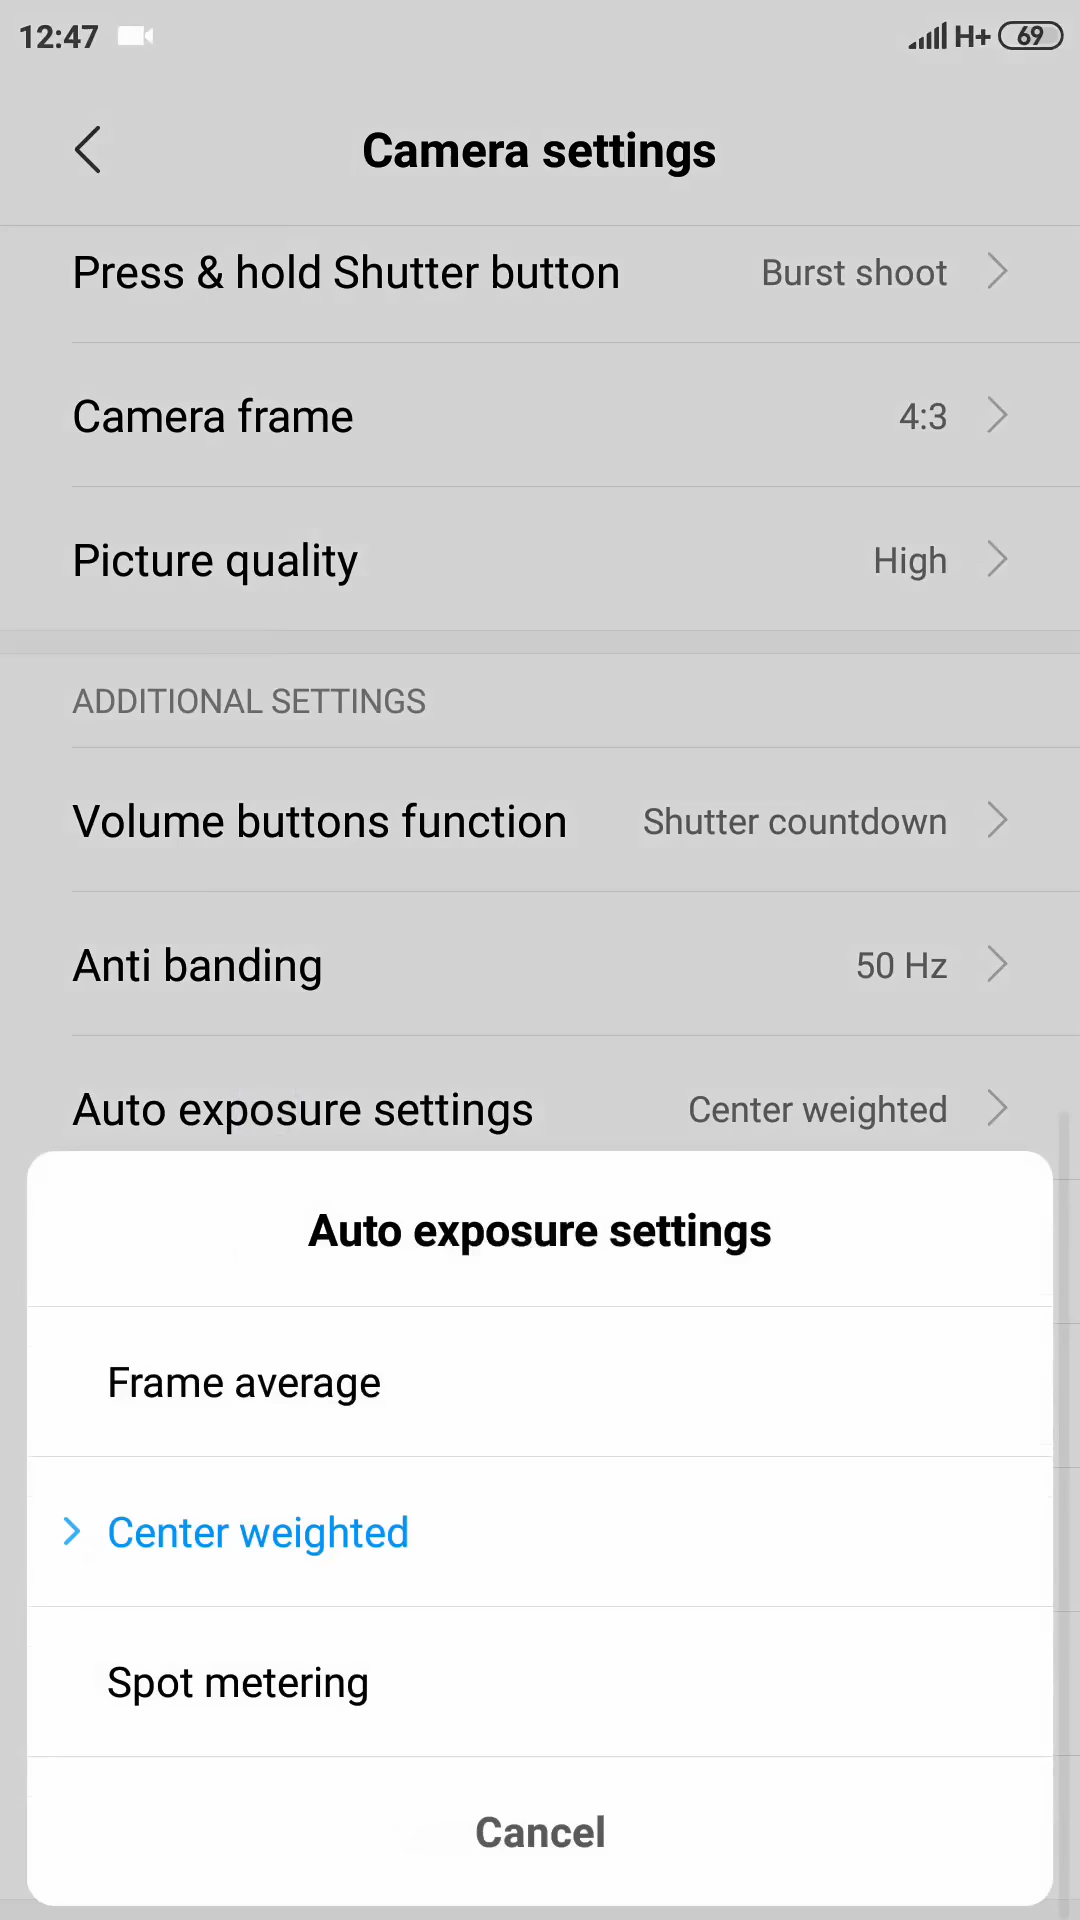 12:47 H+ 69
Camera settings
Press & hold Shutter button Burst shoot
Camera frame 4:3
Picture quality High
ADDITIONAL SETTINGS
Volume buttons function Shutter countdown
Anti banding 50 Hz
Auto exposure settings Center weighted
Auto exposure settings
Frame average
Center weighted
Spot metering
Cancel